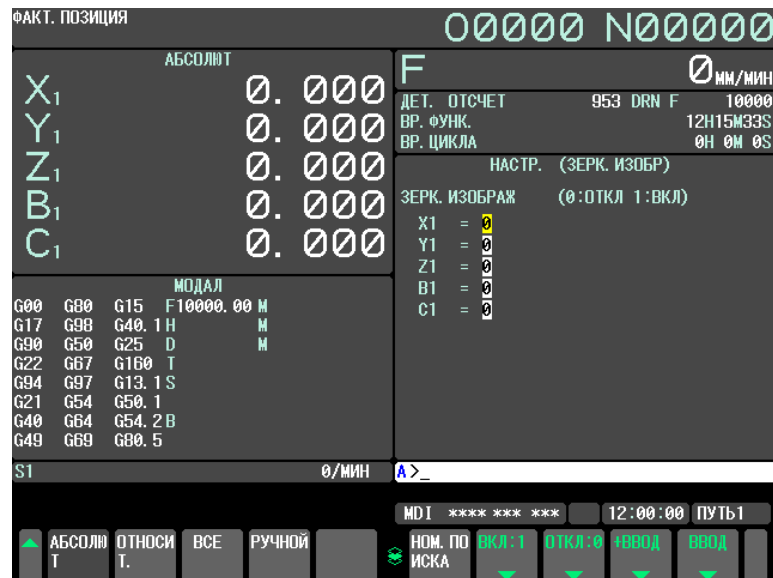 ФАКТ. ПОЗИЦИЯ
O0000 N00000
АБСОЛЮТ
X1 0.000
Y1 0.000
Z1 0.000
B1 0.000
C1 0.000
F 0 мм/мин
ДЕТ. ОТСЧЕТ 953 DRN F 10000
ВР. ФУНК. 12H15M33S
ВР. ЦИКЛА 0H 0M 0S
НАСТР. (ЗЕРК. ИЗОБР)
ЗЕРК. ИЗОБРАЖ (0:ОТКЛ 1:ВКЛ)
X1 = 0
Y1 = 0
Z1 = 0
B1 = 0
C1 = 0
МОДАЛ
G00 G80 G15 F10000.00 M
G17 G98 G40.1 H M
G90 G50 G25 D M
G22 G67 G160 T
G94 G97 G13.1 S
G21 G54 G50.1
G40 G64 G54.2 B
G49 G69 G80.5
S1 0/МИН
A>_
MDI **** *** *** 12:00:00 ПУТЬ1
АБСОЛЮТ ОТНОСИТ. ВСЕ РУЧНОЙ НОМ. ПОИСКА ВКЛ:1 ОТКЛ:0 +ВВОД ВВОД